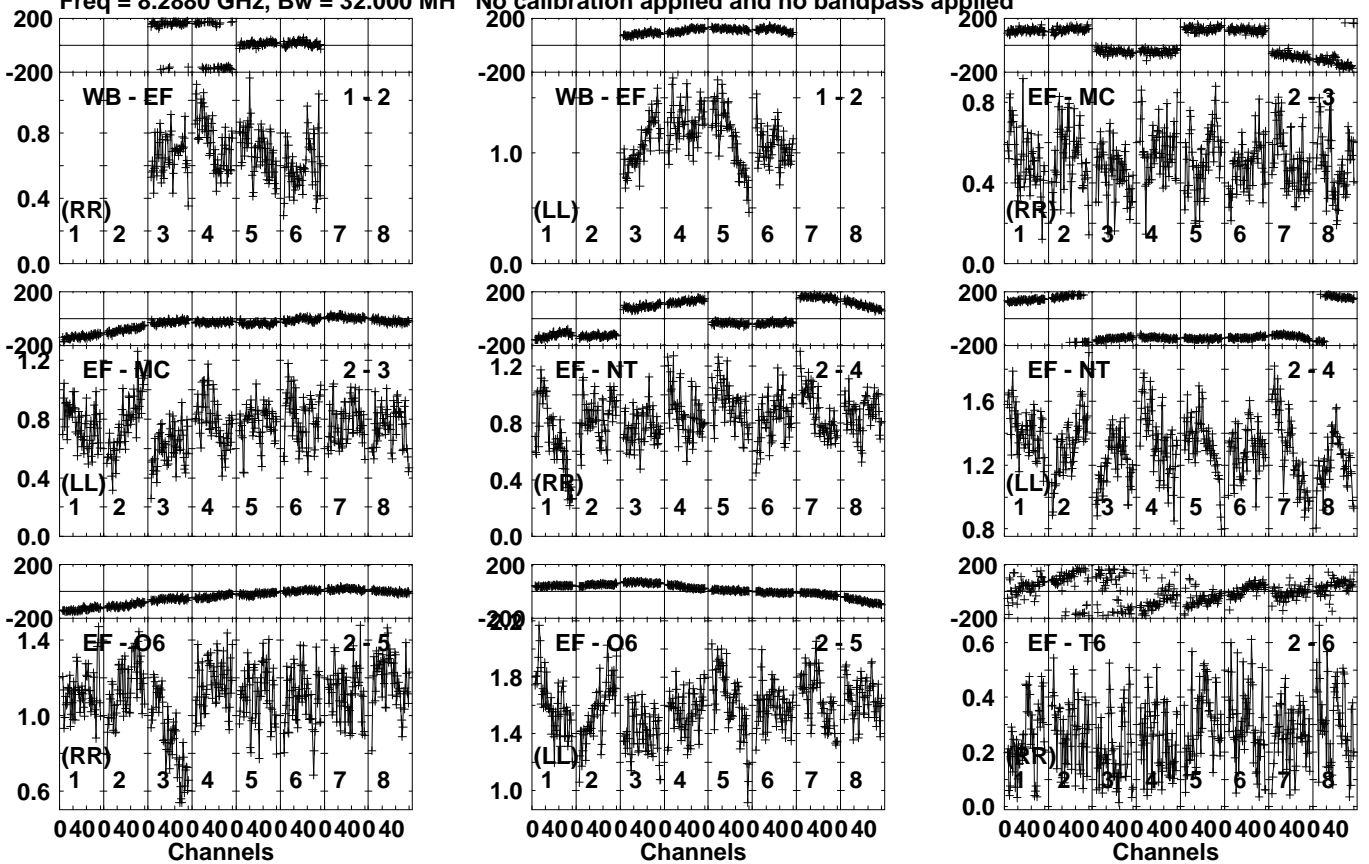 Freq = 8.2880 GHz, Bw = 32.000 MH No calibration applied and no bandpass applied
200
-200
WB - EF 1 - 2
0.8
0.4
(RR)
1 2 3 4 5 6 7 8
0.0
200
-200
WB - EF 1 - 2
1.0
(LL)
1 2 3 4 5 6 7 8
0.0
200
-200
EF - MC 2 - 3
0.8
0.4
(RR)
1 2 3 4 5 6 7 8
0.0
200
-200
1.2
EF - MC 2 - 3
0.8
0.4
(LL)
1 2 3 4 5 6 7 8
0.0
200
-200
1.2
EF - NT 2 - 4
0.8
0.4
(RR)
1 2 3 4 5 6 7 8
0.0
200
-200
EF - NT 2 - 4
1.6
1.2
(LL)
1 2 3 4 5 6 7 8
0.8
200
-200
1.4
EF - O6 2 - 5
1.0
(RR)
1 2 3 4 5 6 7 8
0.6
0 40 0 40 0 40 0 40 0 40 0 40 0 40 0 40
Channels
200
-200
2.2
EF - O6 2 - 5
1.8
1.4
(LL)
1 2 3 4 5 6 7 8
1.0
0 40 0 40 0 40 0 40 0 40 0 40 0 40 0 40
Channels
200
-200
0.6
EF - T6 2 - 6
0.4
0.2
(RR)
1 2 3 4 5 6 7 8
0.0
0 40 0 40 0 40 0 40 0 40 0 40 0 40 0 40
Channels